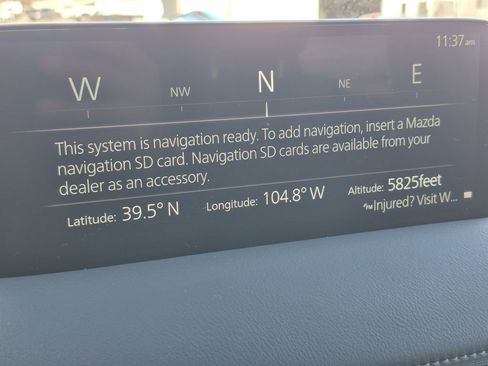 11:37 am
W NW N NE E
This system is navigation ready. To add navigation, insert a Mazda
navigation SD card. Navigation SD cards are available from your
dealer as an accessory.
Latitude: 39.5° N Longitude: 104.8° W Altitude: 5825feet
Injured? Visit W...